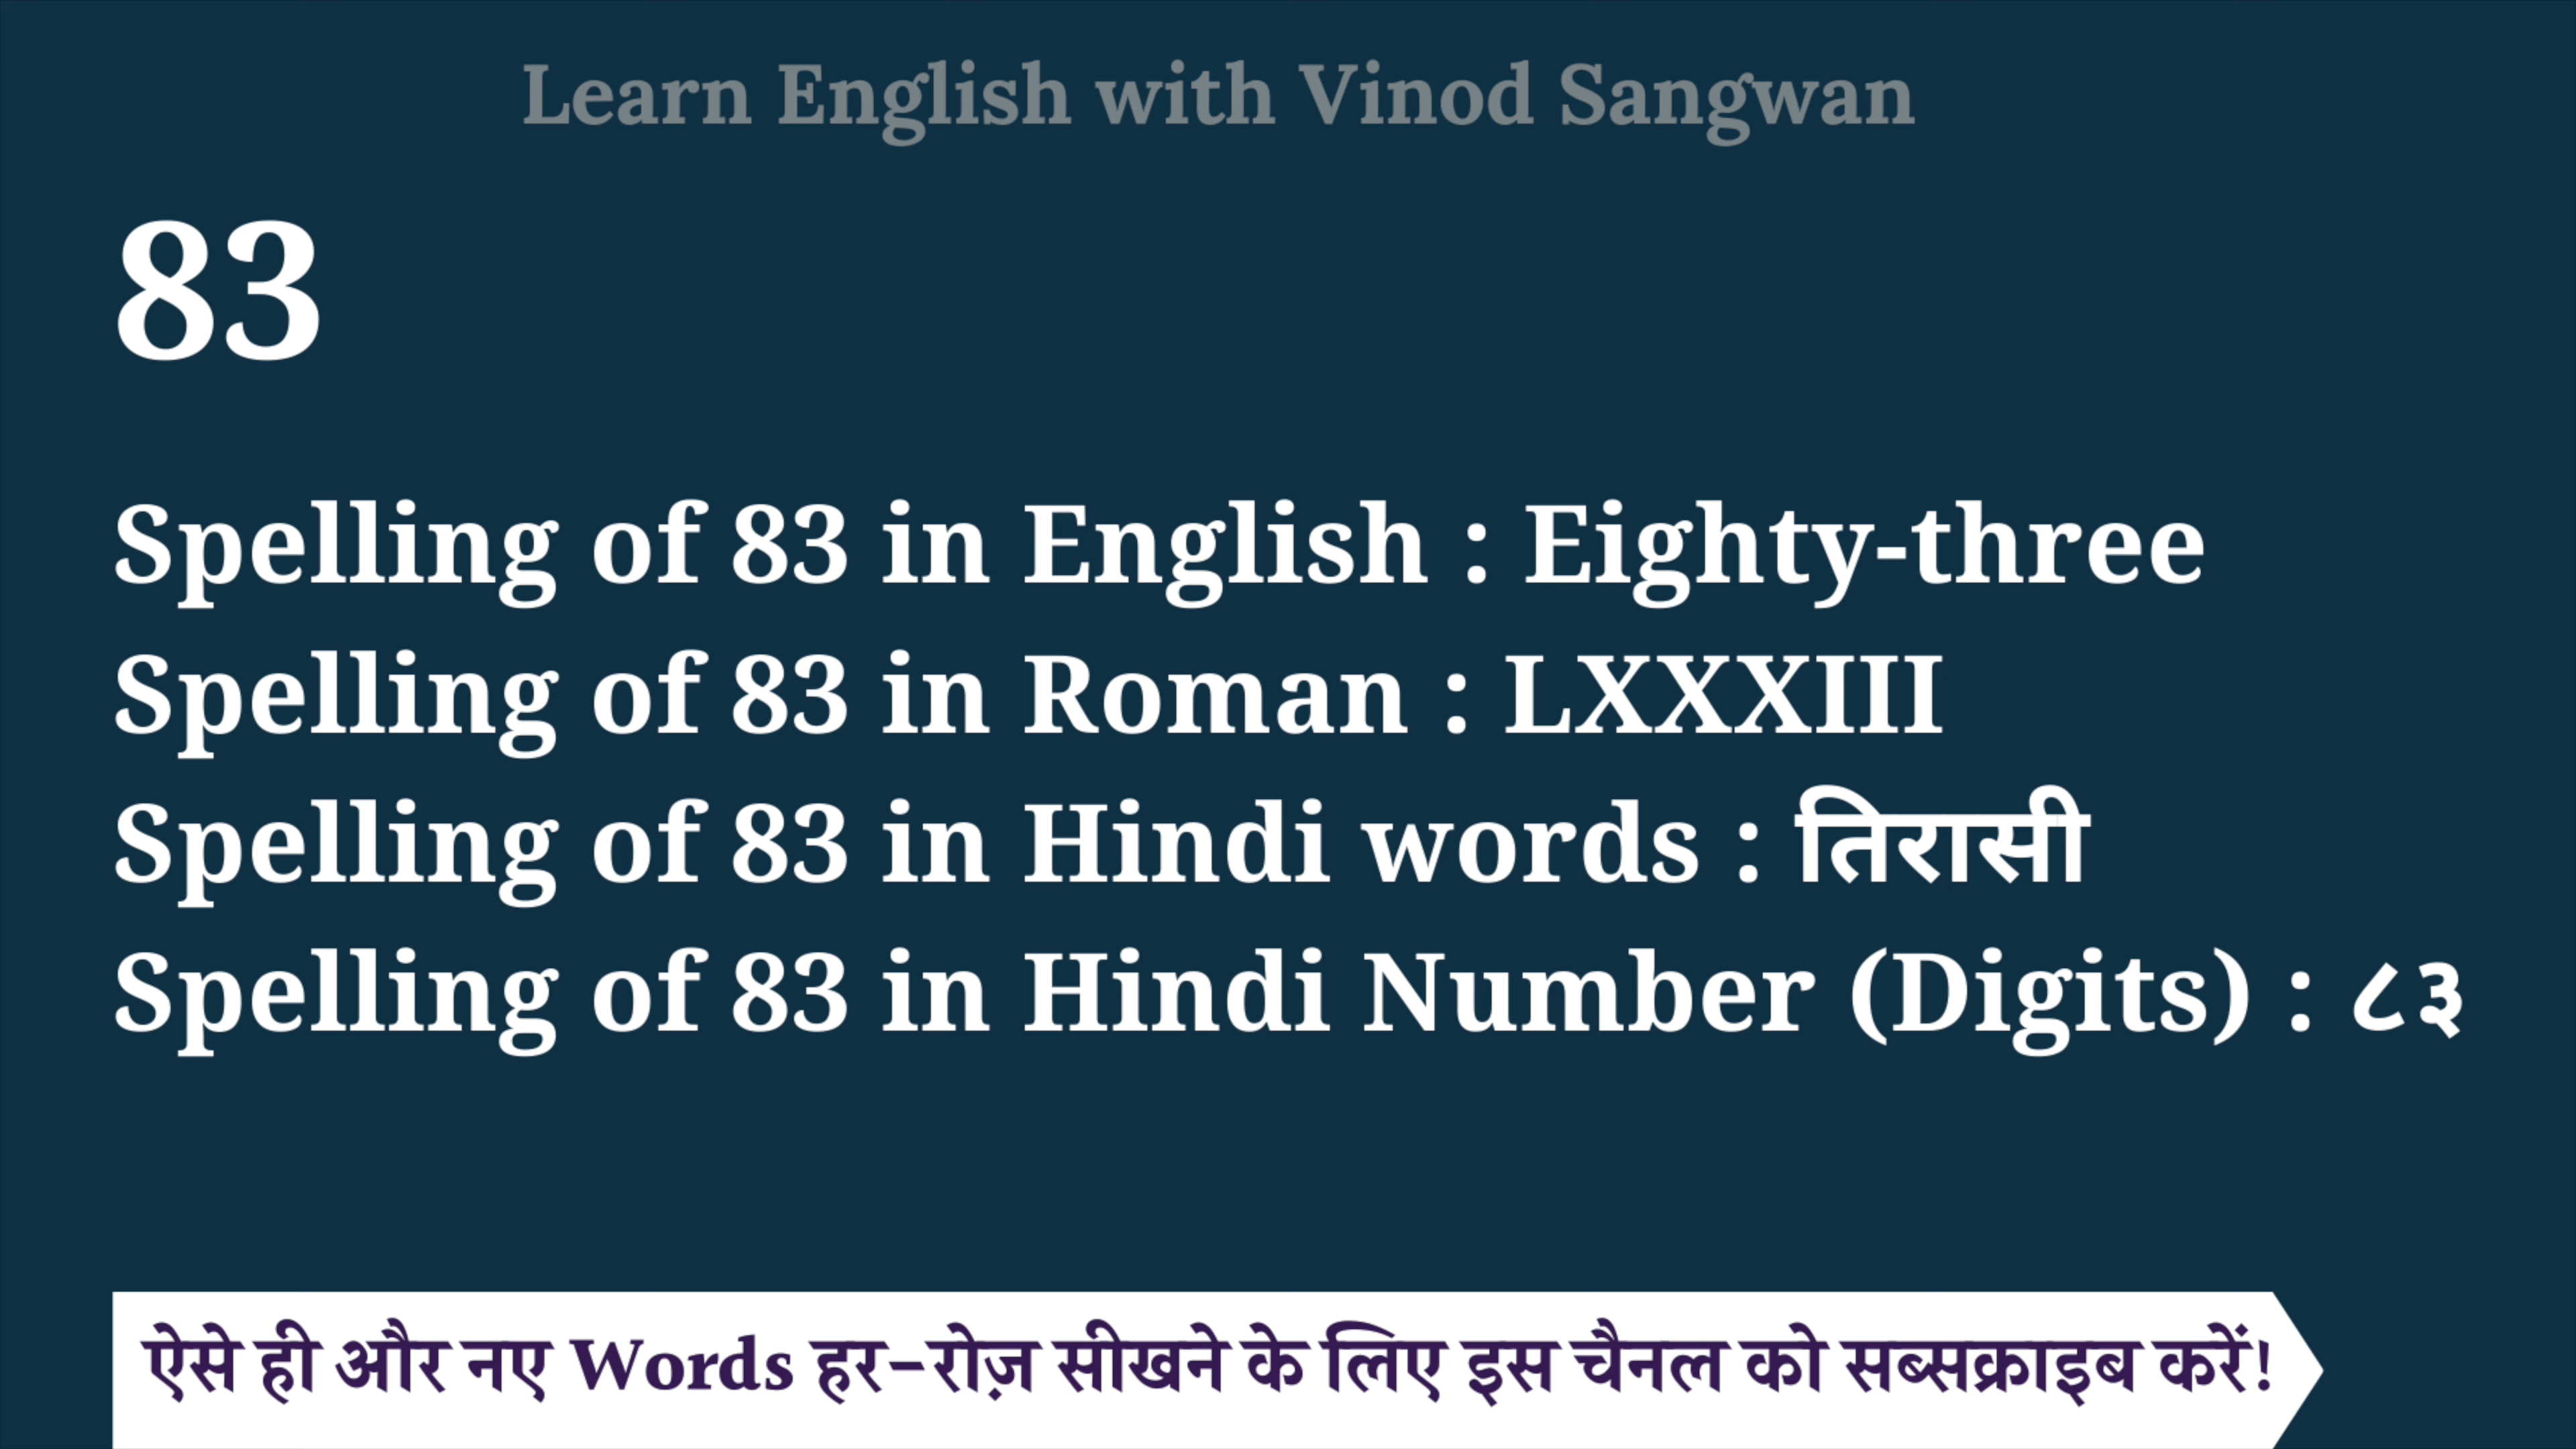 Learn English with Vinod Sangwan
83
Spelling of 83 in English : Eighty-three
Spelling of 83 in Roman : LXXXIII
Spelling of 83 in Hindi words : तिरासी
Spelling of 83 in Hindi Number (Digits) : ८३
ऐसे ही और नए Words हर-रोज़ सीखने के लिए इस चैनल को सब्सक्राइब करें!